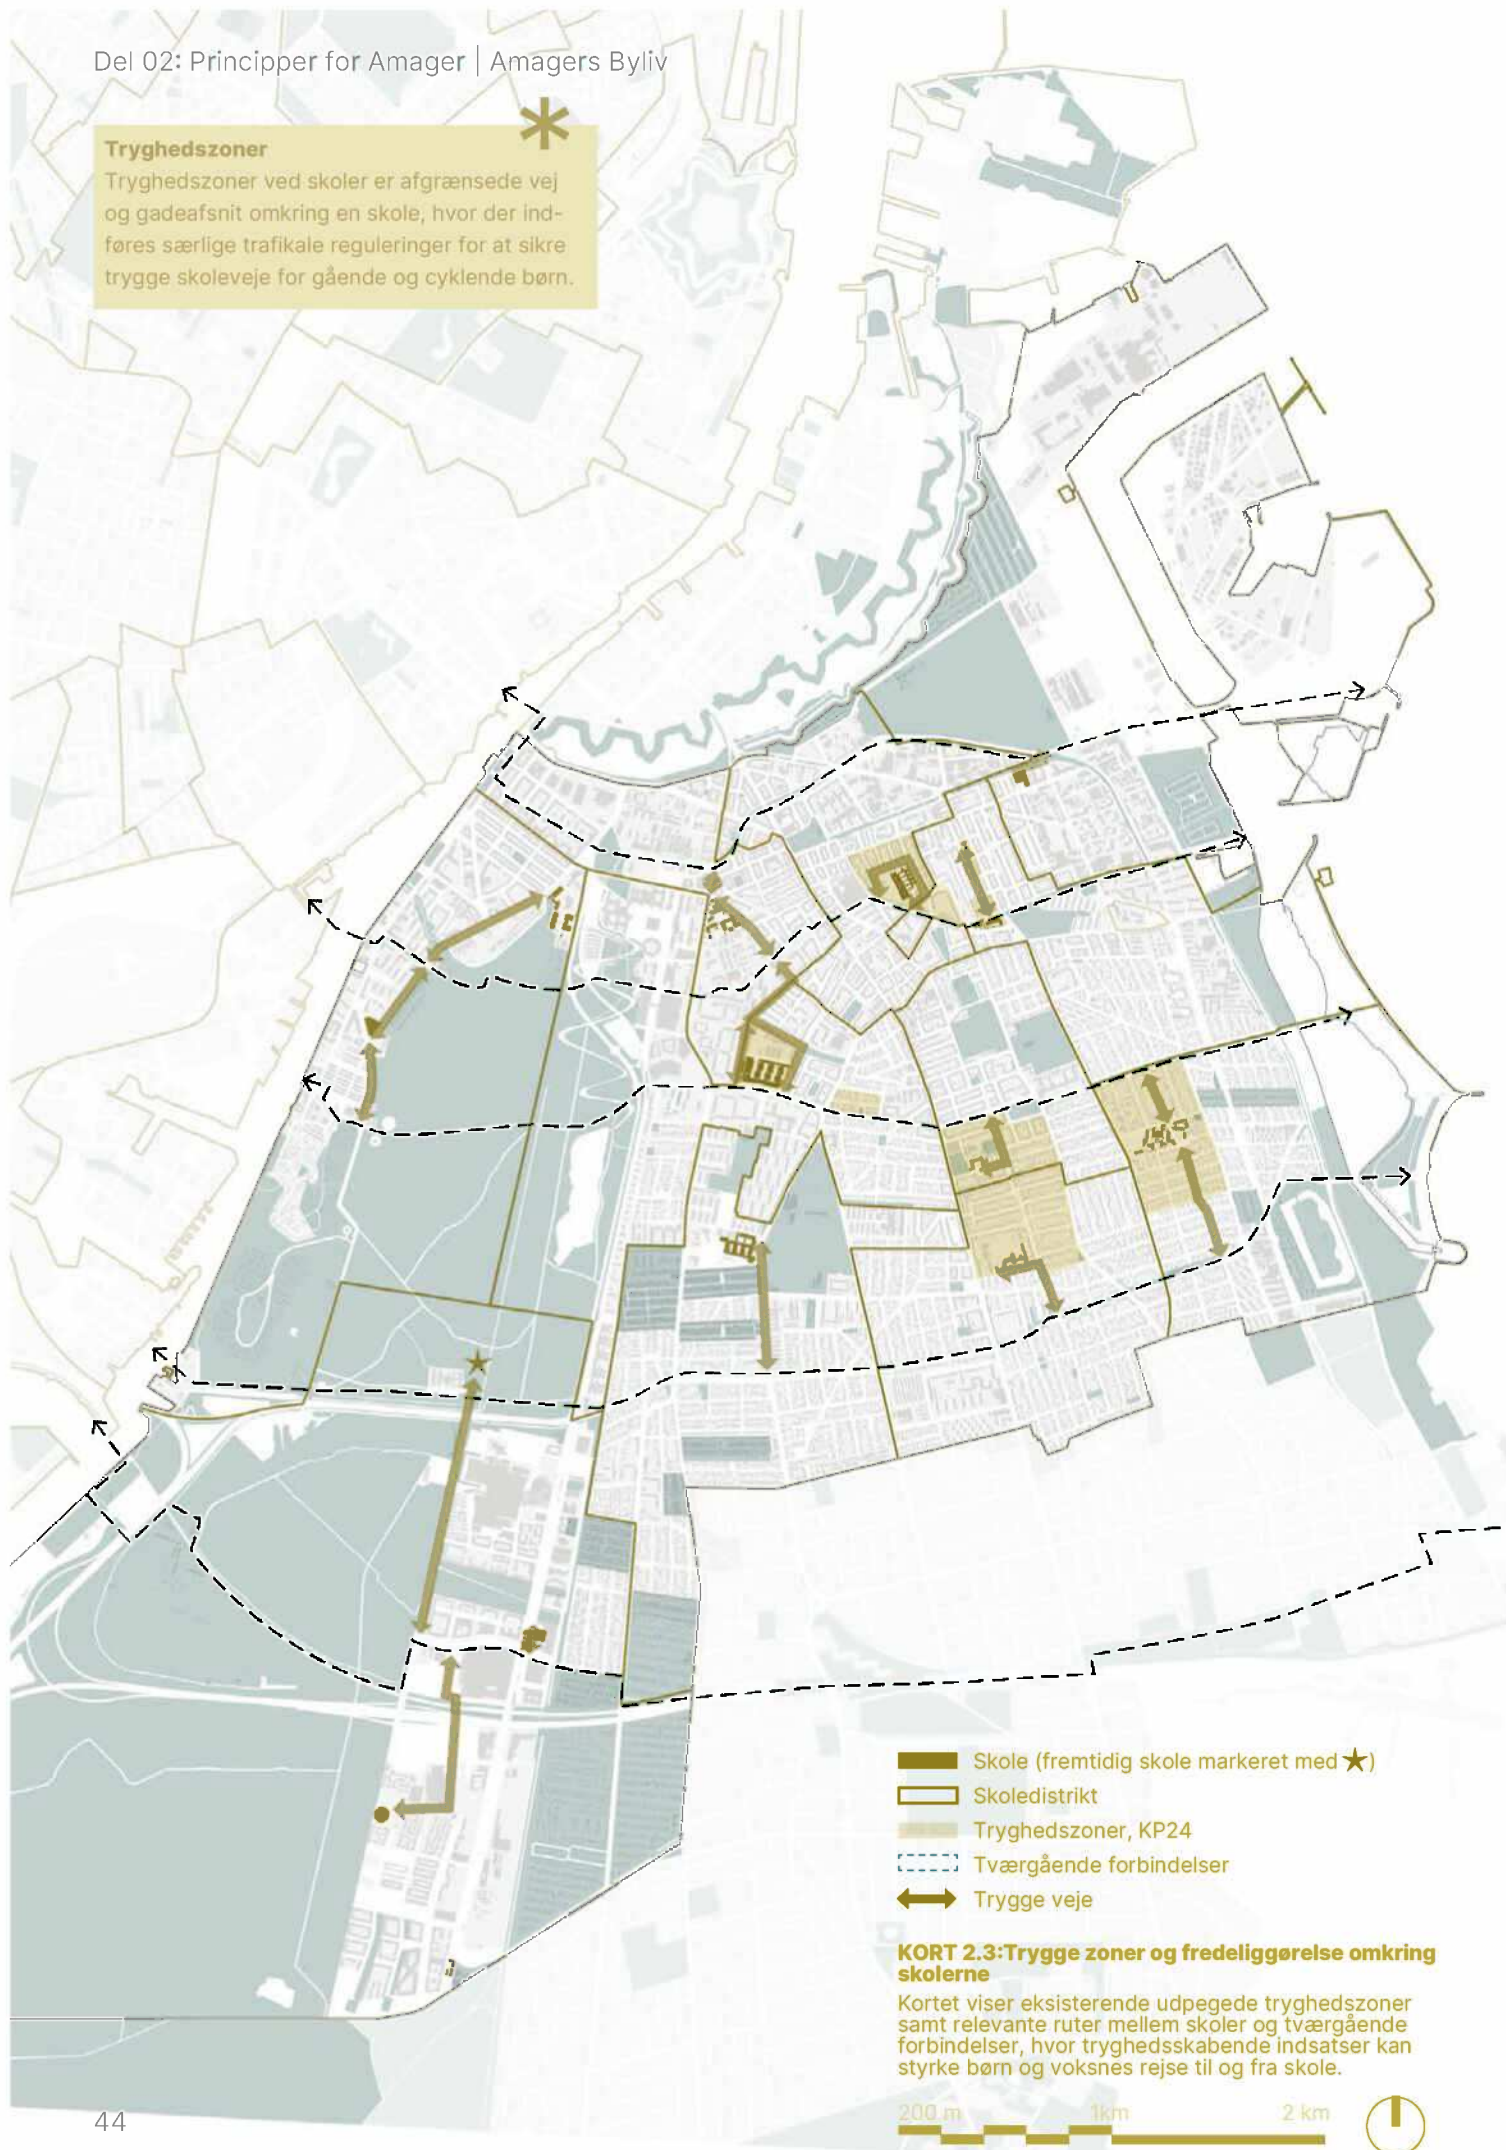 Del 02: Principper for Amager | Amagers Byliv
Tryghedszoner
Tryghedszoner ved skoler er afgrænsede vej
og gadeafsnit omkring en skole, hvor der ind-
føres særlige trafikale reguleringer for at sikre
trygge skoleveje for gående og cyklende børn.
Skole (fremtidig skole markeret med ★)
Skoledistrikt
Tryghedszoner, KP24
Tværgående forbindelser
Trygge veje
KORT 2.3:Trygge zoner og fredeliggørelse omkring
skolerne
Kortet viser eksisterende udpegede tryghedszoner
samt relevante ruter mellem skoler og tværgående
forbindelser, hvor tryghedsskabende indsatser kan
styrke børn og voksnes rejse til og fra skole.
200 m 1km 2 km
44